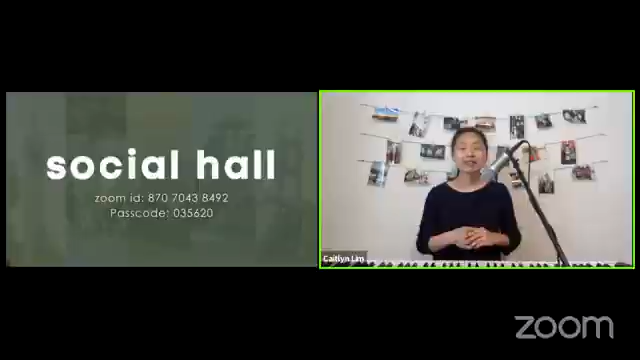 social hall
zoom id: 870 7043 8492
Passcode: 035620
Caitlyn Lim
zoom